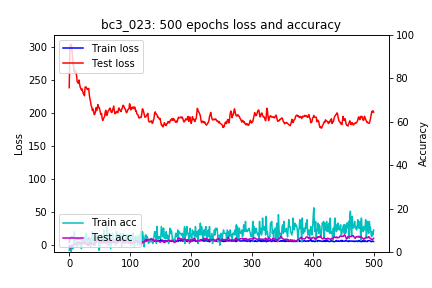 bc3_023: 500 epochs loss and accuracy
Train loss
Test loss
Train acc
Test acc
Loss
300
250
200
150
100
50
0
0
100
200
300
400
500
100
80
60
40
20
0
Accuracy